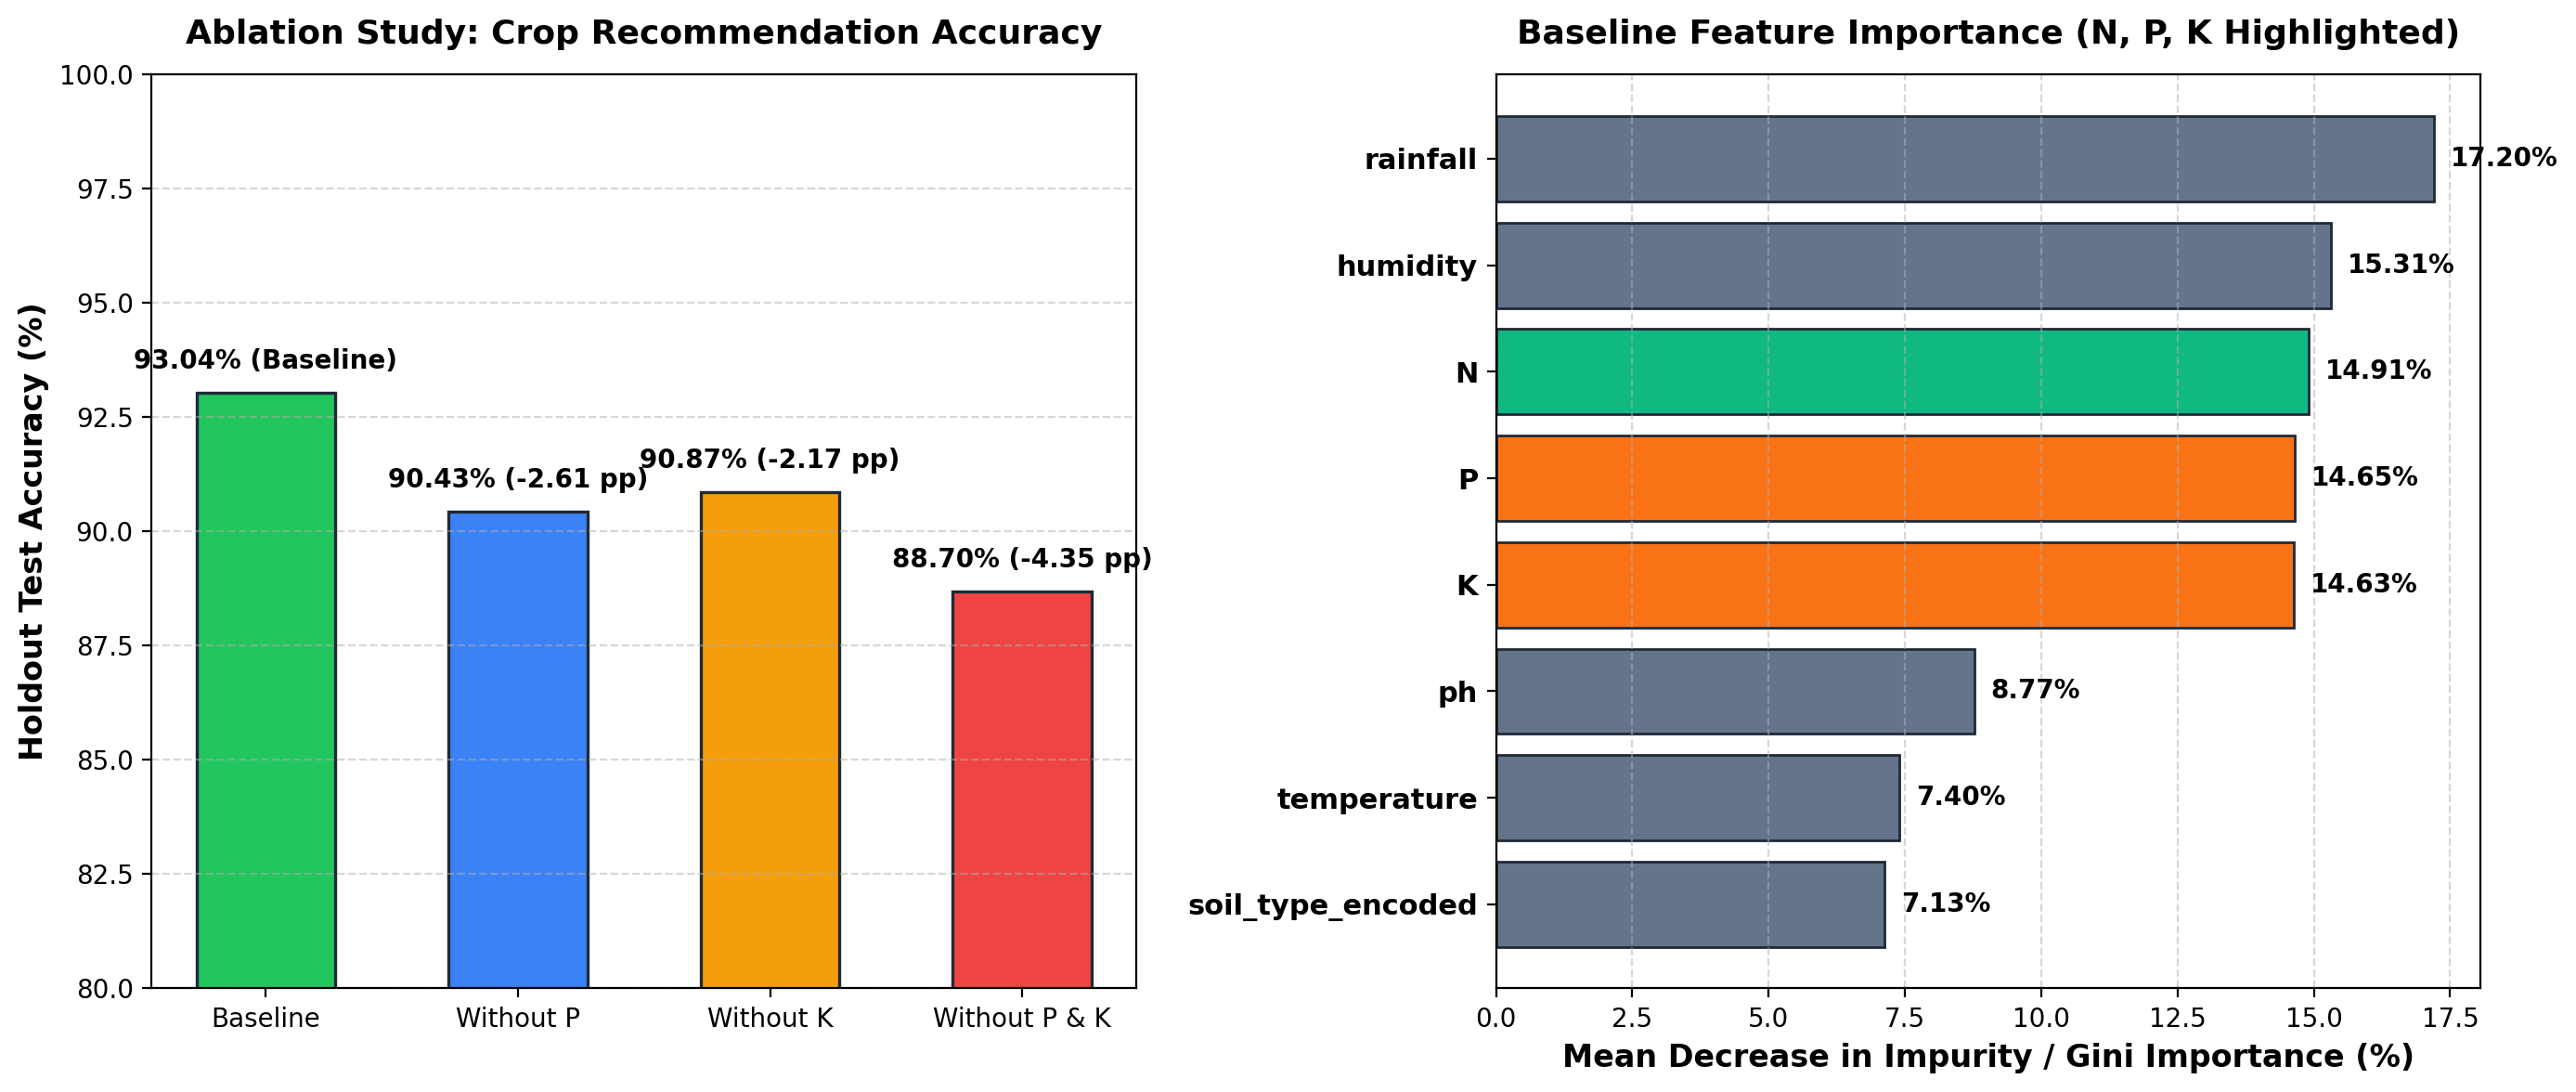 Ablation Study: Crop Recommendation Accuracy
Holdout Test Accuracy (%)
100.0
97.5
95.0
92.5
90.0
87.5
85.0
82.5
80.0
93.04% (Baseline)
90.43% (-2.61 pp)
90.87% (-2.17 pp)
88.70% (-4.35 pp)
Baseline
Without P
Without K
Without P & K
Baseline Feature Importance (N, P, K Highlighted)
rainfall
17.20%
humidity
15.31%
N
14.91%
P
14.65%
K
14.63%
ph
8.77%
temperature
7.40%
soil_type_encoded
7.13%
0.0
2.5
5.0
7.5
10.0
12.5
15.0
17.5
Mean Decrease in Impurity / Gini Importance (%)